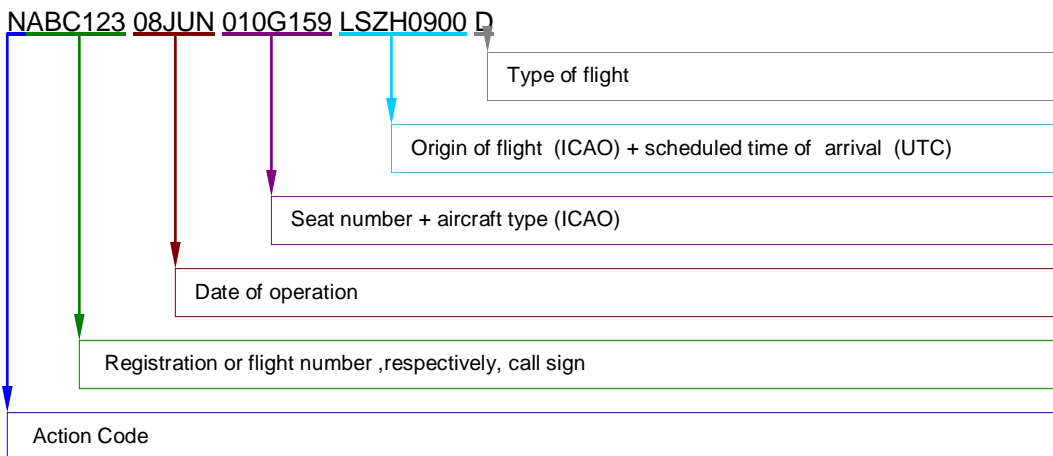 NABC123 08JUN 010G159 LSZH0900 D
Type of flight
Origin of flight (ICAO) + scheduled time of arrival (UTC)
Seat number + aircraft type (ICAO)
Date of operation
Registration or flight number ,respectively, call sign
Action Code